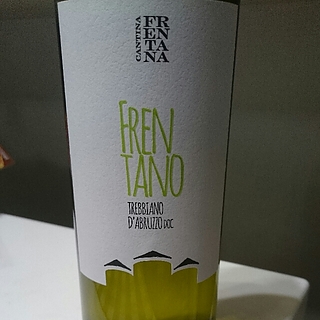 CANTINA
FRENTANA
FREN
TANO
TREBBIANO
D'ABRUZZO DOC